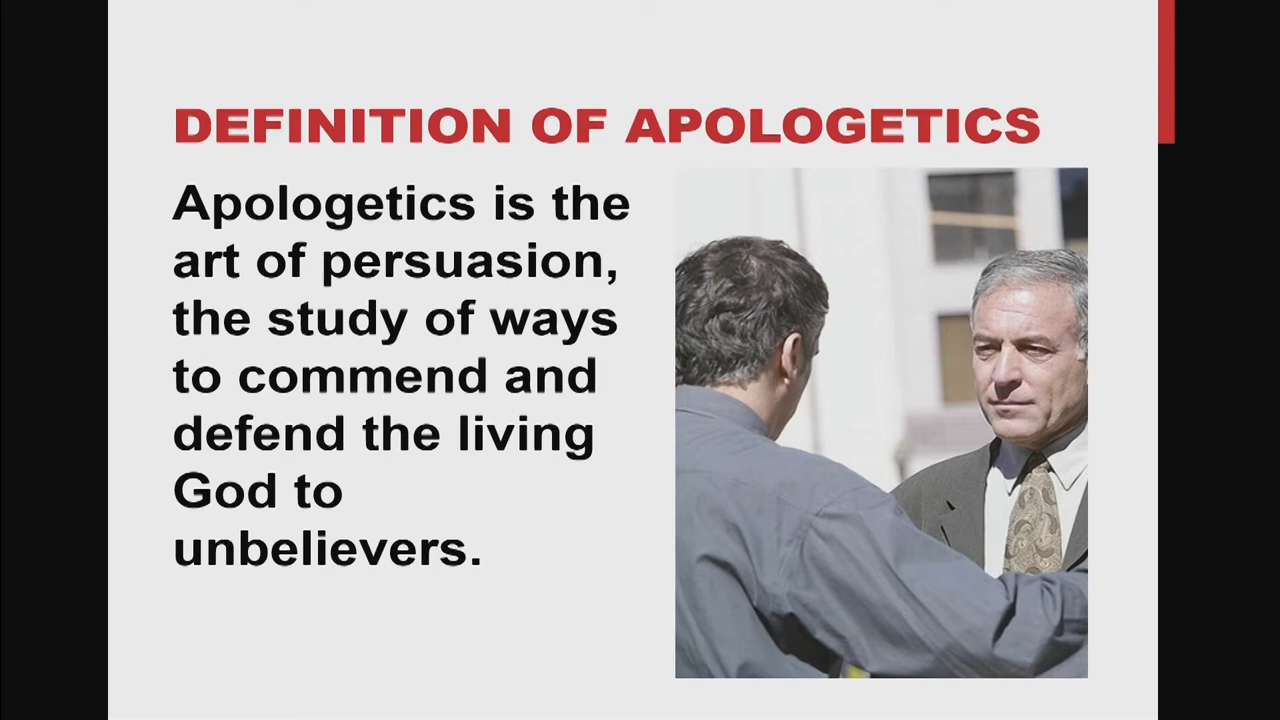 DEFINITION OF APOLOGETICS
Apologetics is the
art of persuasion,
the study of ways
to commend and
defend the living
God to
unbelievers.